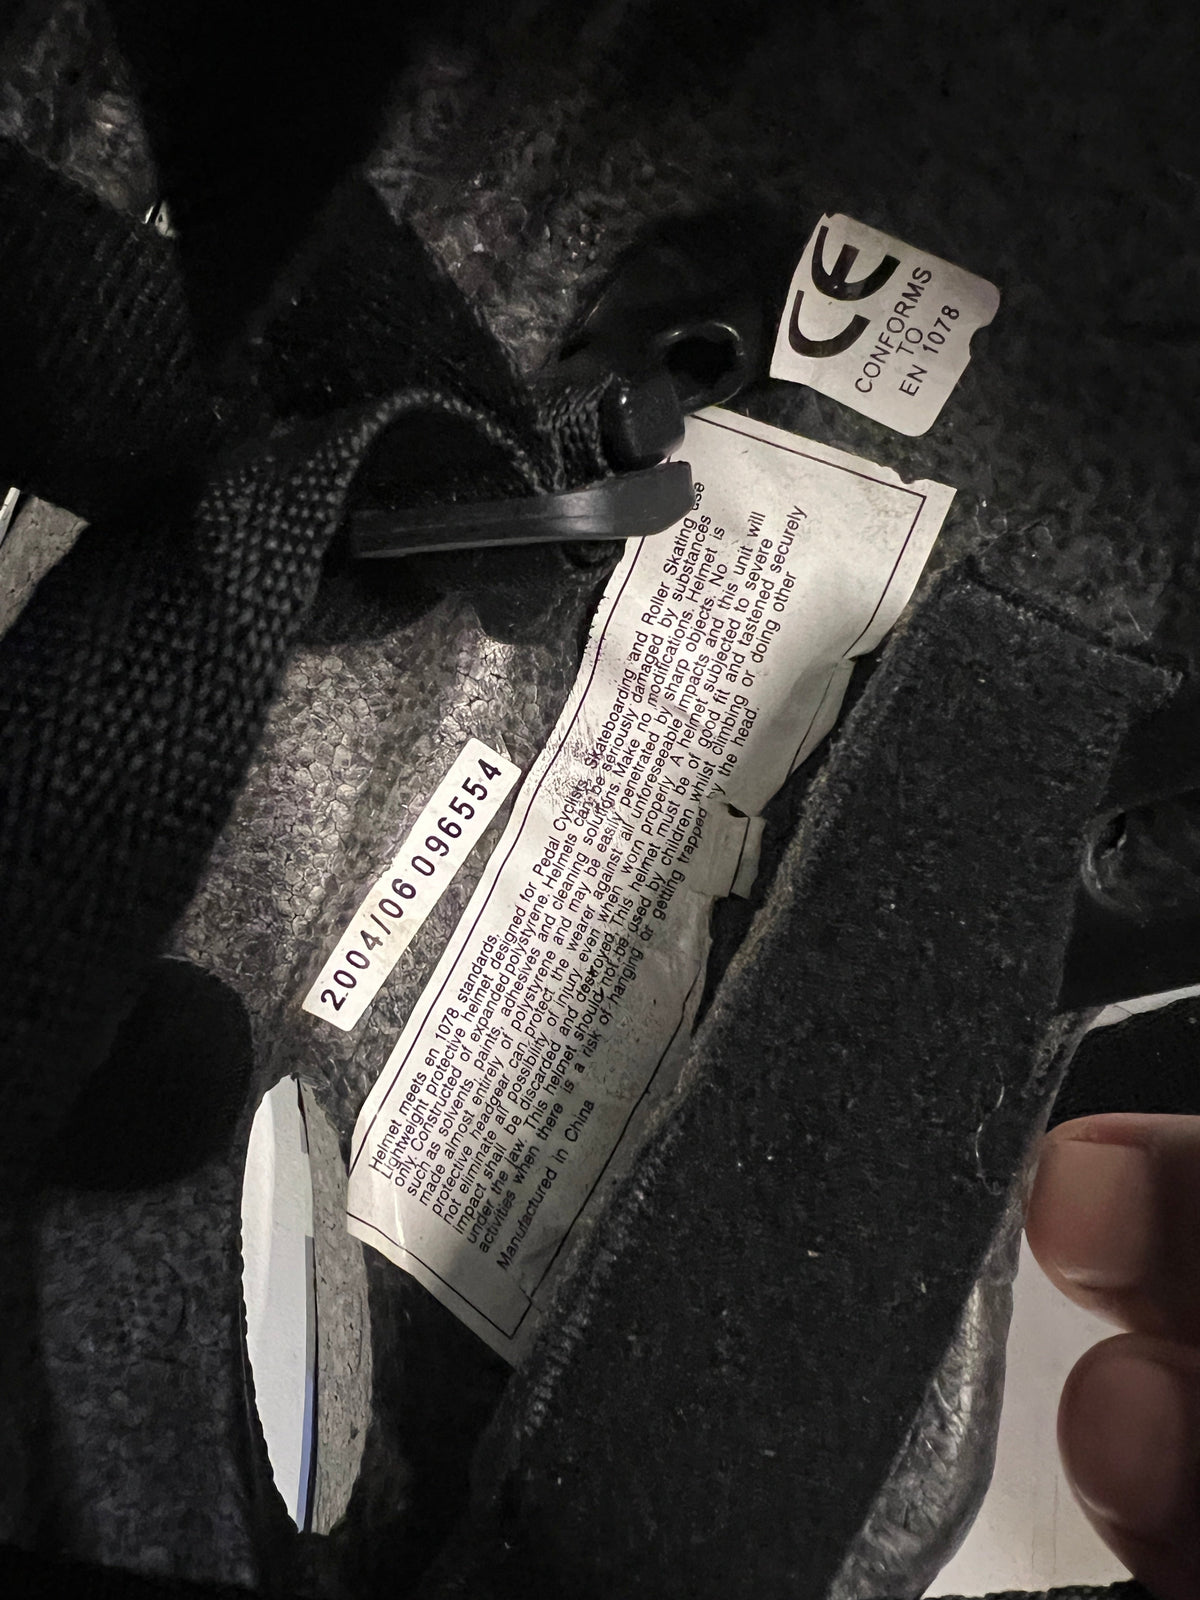 CE
CONFORMS
TO
EN 1078
2004/06 096554
Helmet meets en 1078 standards.
Lightweight protective helmet designed for Pedal Cyclists, Skateboarding and Roller Skating use
only. Constructed of expanded polystyrene. Helmets can be seriously damaged by substances
such as solvents, paints, adhesives and cleaning solutions. Make no modifications. Helmet is
made almost entirely of polystyrene and may be easily penetrated by sharp objects. No
protective headgear can protect the wearer against all unforeseeable impacts and this unit will
not eliminate all possibility of injury even when worn properly. A helmet subjected to severe
impact shall be discarded and destroyed. This helmet must be of good fit and tastened securely
under the law. This helmet should not be used by children whilst climbing or doing other
activities when there is a risk of hanging or getting trapped by the head.
Manufactured in China